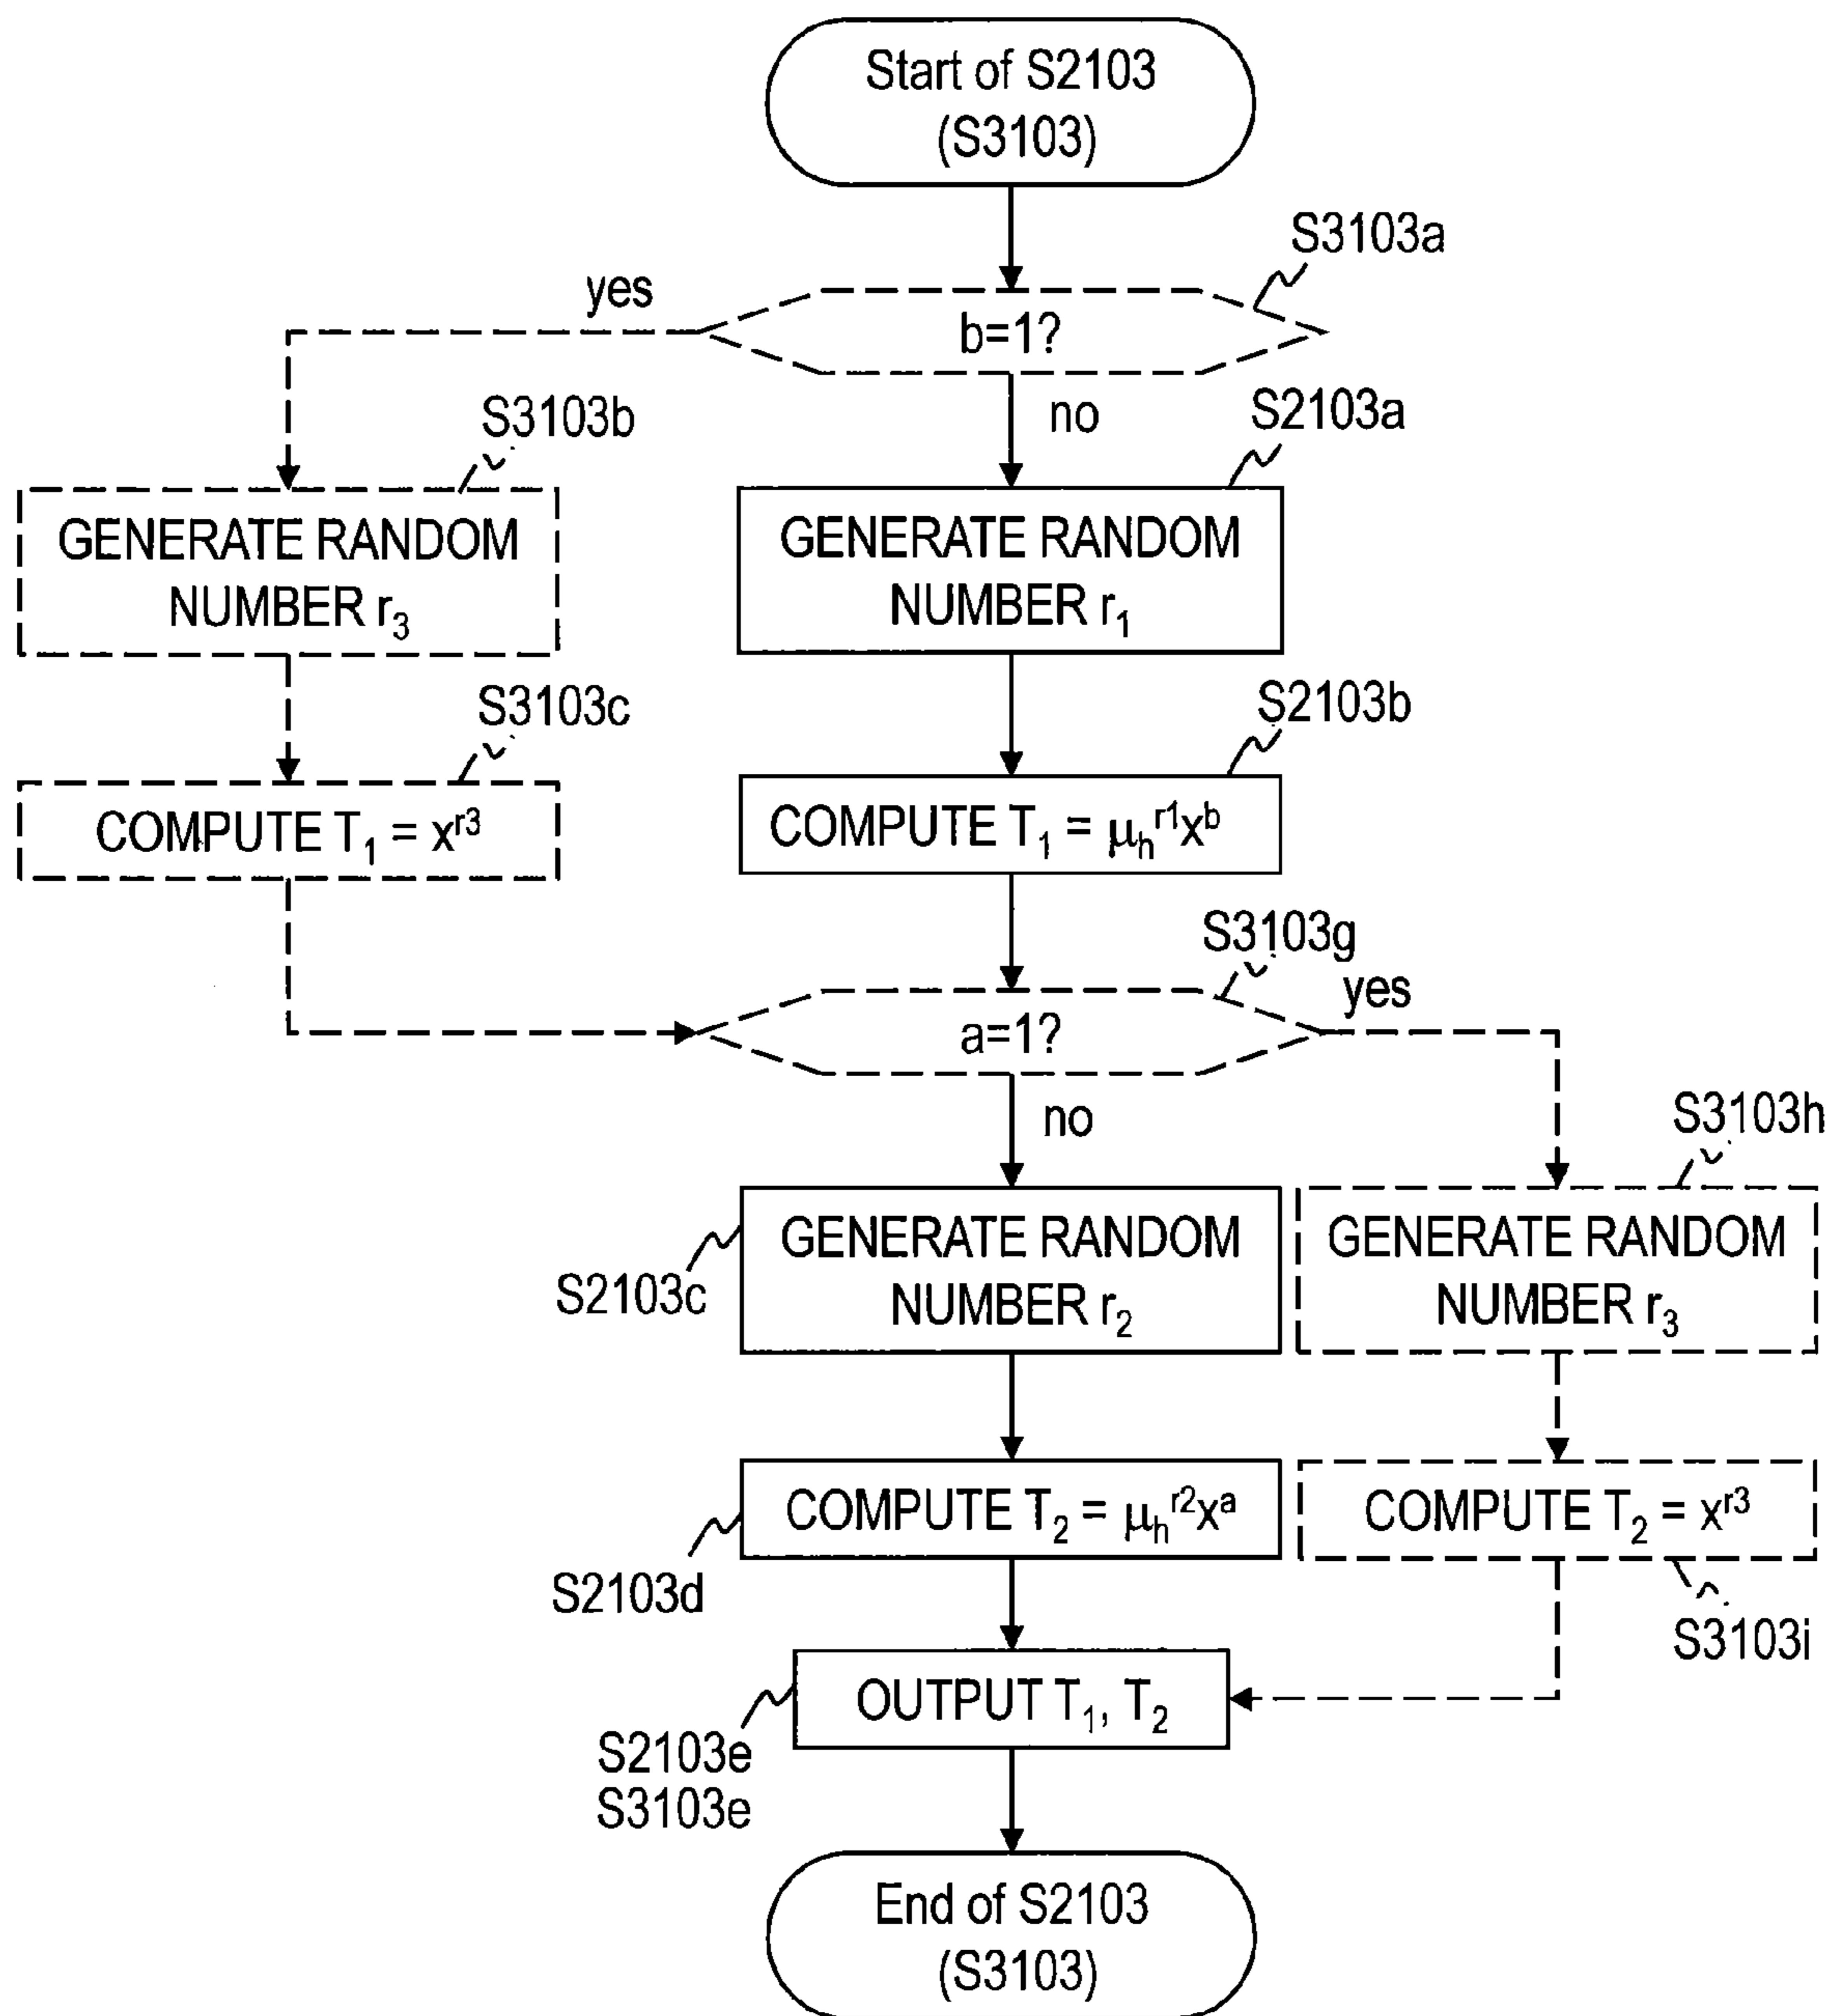 Start of S2103
(S3103)
S3103a
yes
b=1?
no
S3103b
S2103a
GENERATE RANDOM
NUMBER r₃
GENERATE RANDOM
NUMBER r₁
S3103c
S2103b
COMPUTE T₁ = x^r3
COMPUTE T₁ = μₕ^r1 x^b
S3103g
yes
a=1?
no
S3103h
S2103c
GENERATE RANDOM
NUMBER r₂
GENERATE RANDOM
NUMBER r₃
COMPUTE T₂ = μₕ^r2 x^a
COMPUTE T₂ = x^r3
S2103d
S3103i
OUTPUT T₁, T₂
S2103e
S3103e
End of S2103
(S3103)